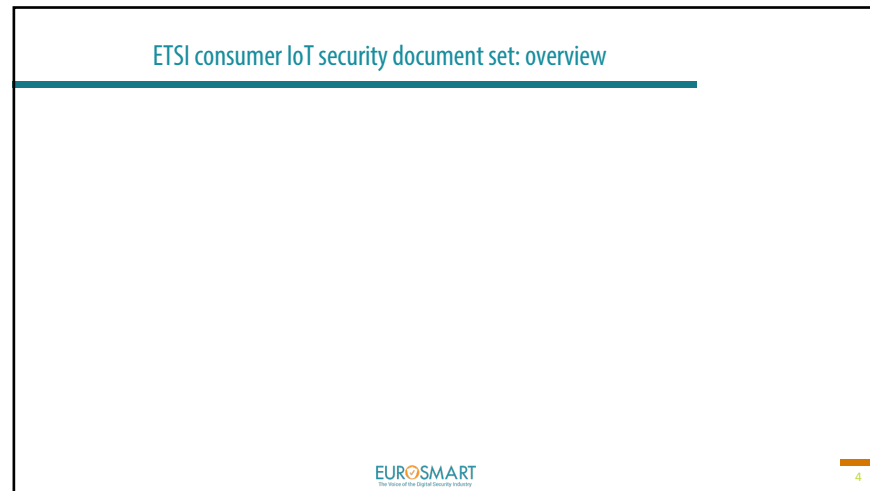 ETSI consumer IoT security document set: overview
EUROSMART
The Voice of the Digital Security Industry
4